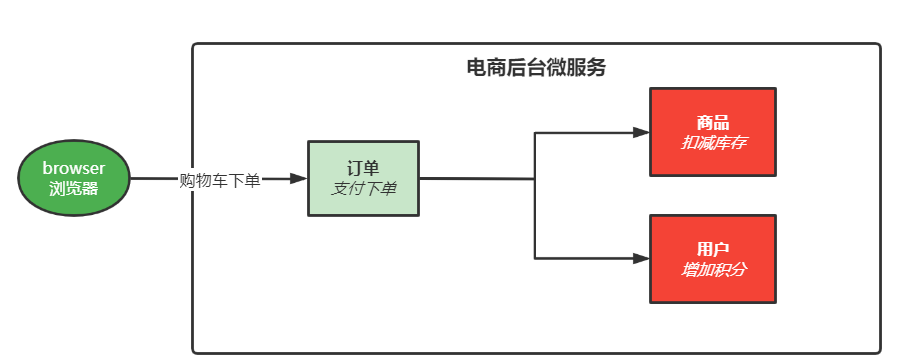 电商后台微服务
browser
浏览器
购物车下单
订单
支付下单
商品
扣减库存
用户
增加积分